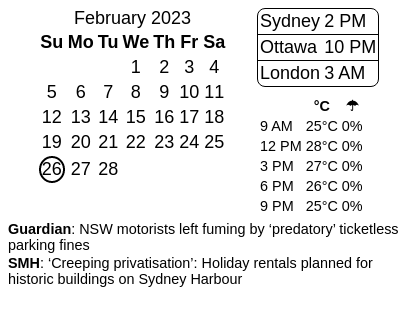 February 2023
Su Mo Tu We Th Fr Sa
1 2 3 4
5 6 7 8 9 10 11
12 13 14 15 16 17 18
19 20 21 22 23 24 25
26 27 28
Sydney 2 PM
Ottawa 10 PM
London 3 AM
°C ☂
9 AM 25°C 0%
12 PM 28°C 0%
3 PM 27°C 0%
6 PM 26°C 0%
9 PM 25°C 0%
Guardian: NSW motorists left fuming by ‘predatory’ ticketless
parking fines
SMH: ‘Creeping privatisation’: Holiday rentals planned for
historic buildings on Sydney Harbour